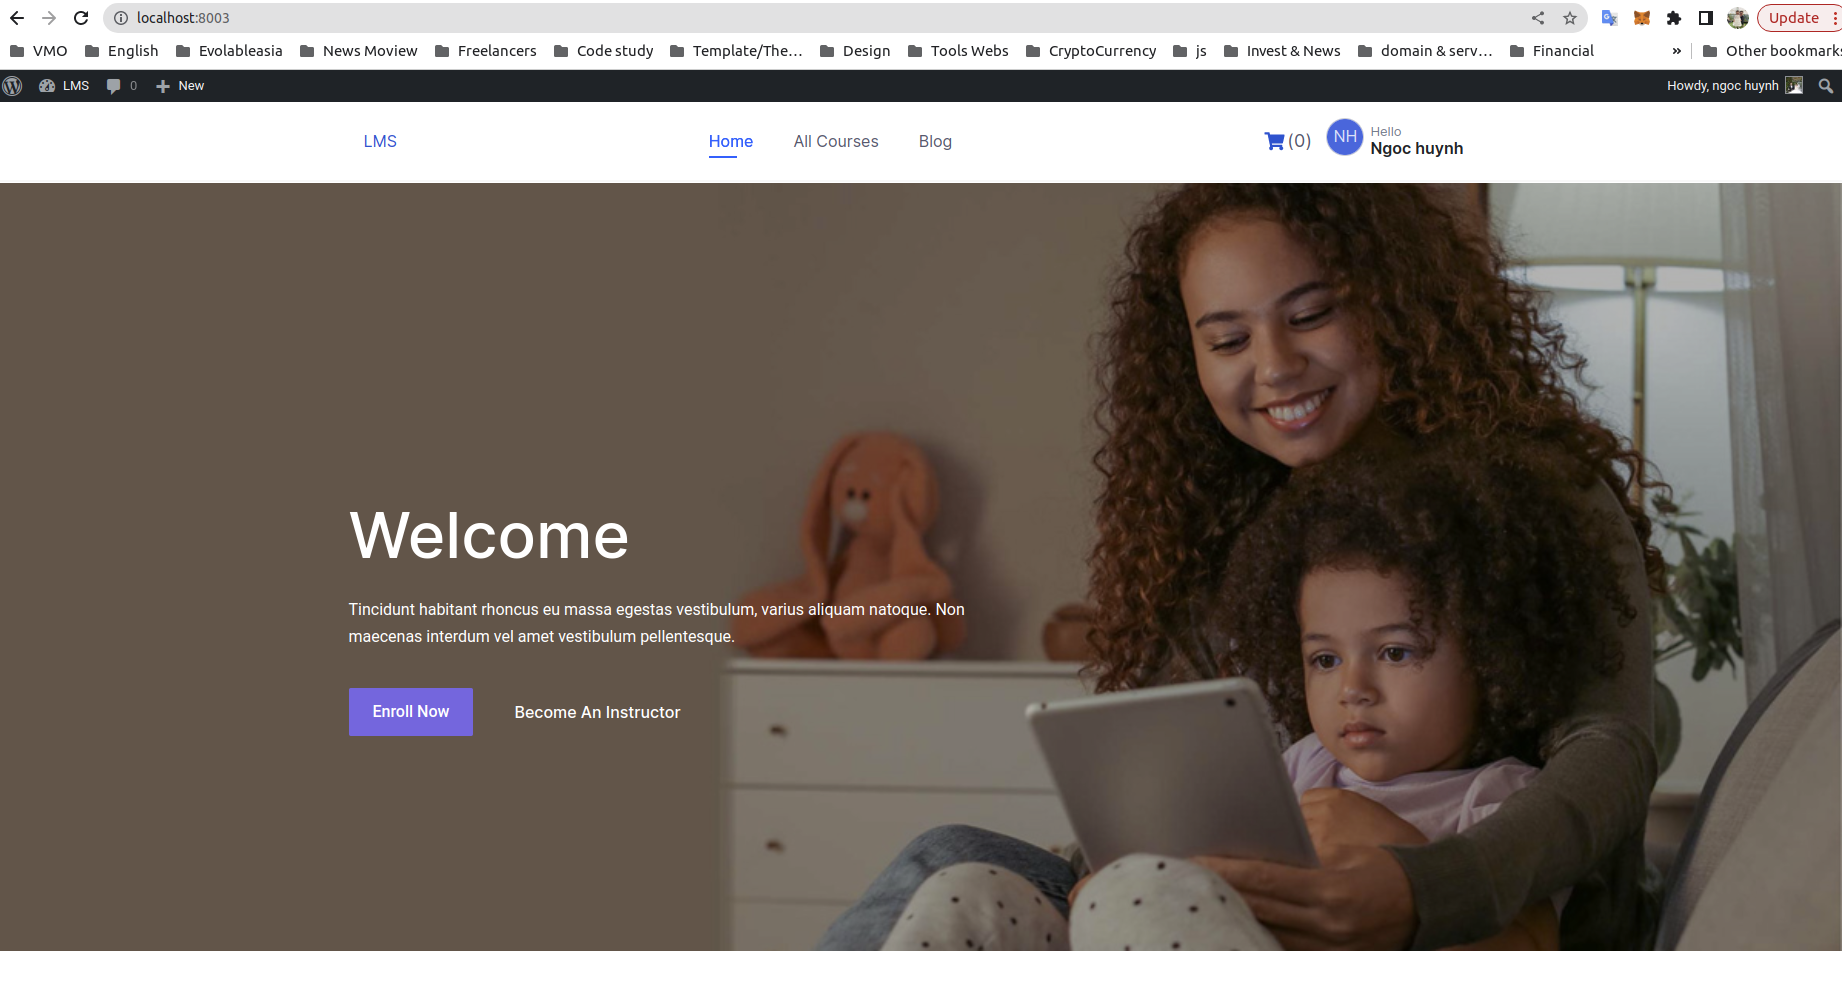 localhost:8003
Update
VMO English Evolableasia News Moview Freelancers Code study Template/The... Design Tools Webs CryptoCurrency js Invest & News domain & serv... Financial » Other bookmarks
LMS 0 New Howdy, ngoc huynh
LMS Home All Courses Blog (0) NH Hello
Ngoc huynh
Welcome
Tincidunt habitant rhoncus eu massa egestas vestibulum, varius aliquam natoque. Non
maecenas interdum vel amet vestibulum pellentesque.
Enroll Now Become An Instructor